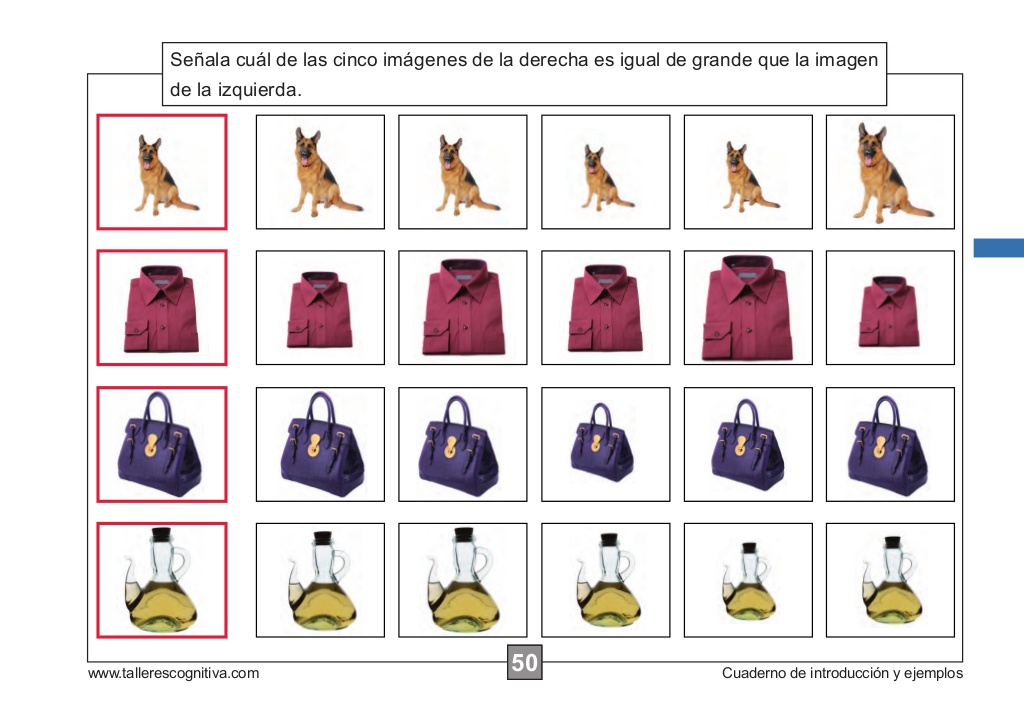 Señala cuál de las cinco imágenes de la derecha es igual de grande que la imagen
de la izquierda.
www.tallerescognitiva.com
50
Cuaderno de introducción y ejemplos